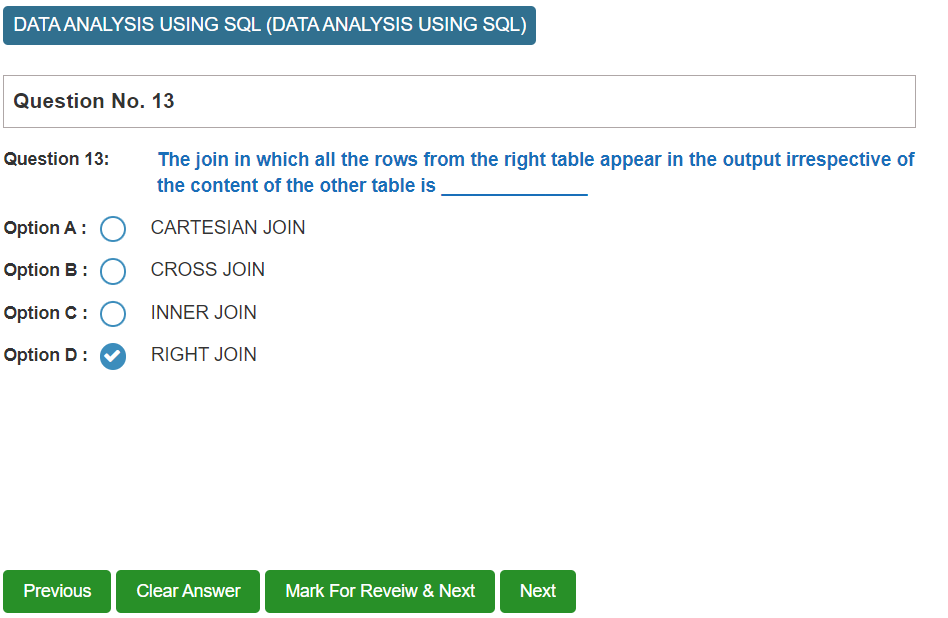 DATA ANALYSIS USING SQL (DATA ANALYSIS USING SQL)
Question No. 13
Question 13: The join in which all the rows from the right table appear in the output irrespective of
the content of the other table is _______________
Option A : CARTESIAN JOIN
Option B : CROSS JOIN
Option C : INNER JOIN
Option D : RIGHT JOIN
Previous Clear Answer Mark For Reveiw & Next Next